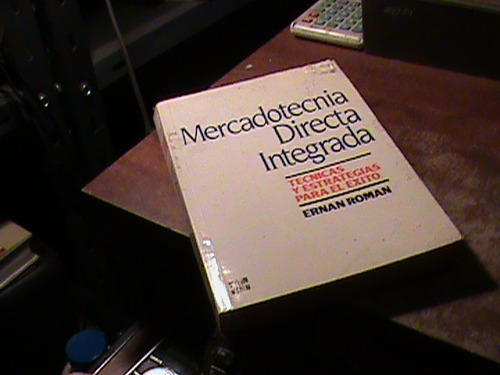 Mercadotecnia
Directa
Integrada
TECNICAS
Y ESTRATEGIAS
PARA EL EXITO
ERNAN ROMAN